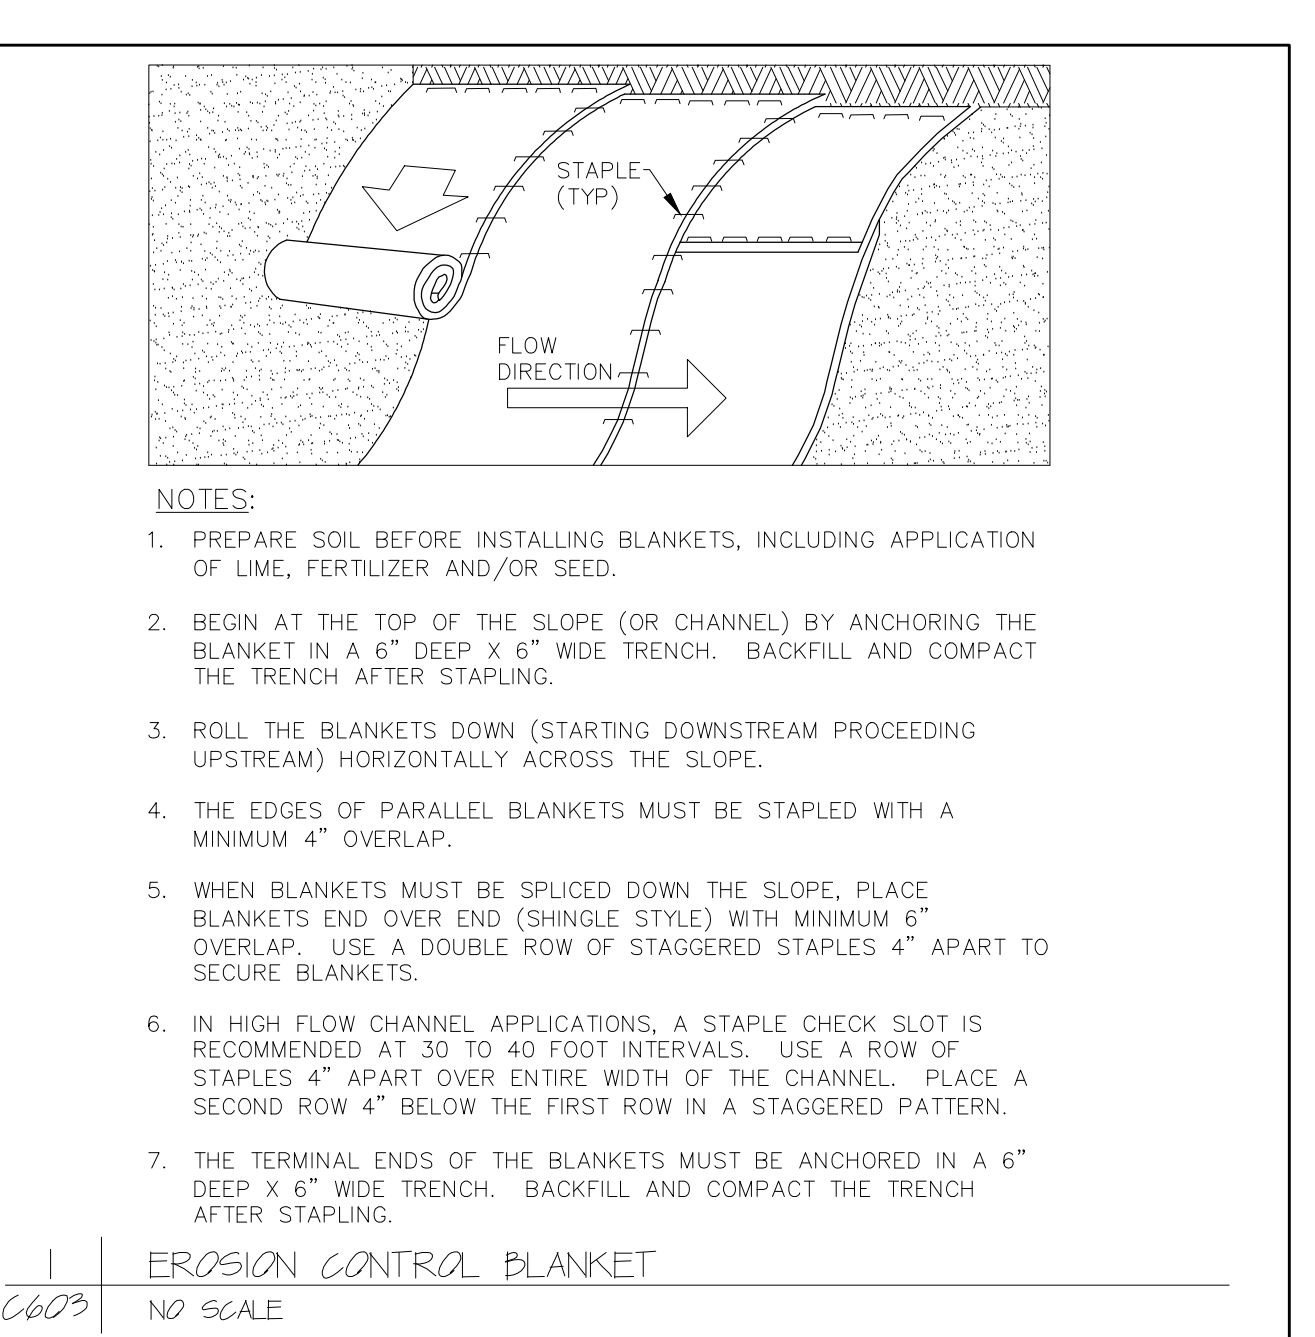 STAPLE
(TYP)
FLOW
DIRECTION
NOTES:
1. PREPARE SOIL BEFORE INSTALLING BLANKETS, INCLUDING APPLICATION
OF LIME, FERTILIZER AND/OR SEED.
2. BEGIN AT THE TOP OF THE SLOPE (OR CHANNEL) BY ANCHORING THE
BLANKET IN A 6" DEEP X 6" WIDE TRENCH. BACKFILL AND COMPACT
THE TRENCH AFTER STAPLING.
3. ROLL THE BLANKETS DOWN (STARTING DOWNSTREAM PROCEEDING
UPSTREAM) HORIZONTALLY ACROSS THE SLOPE.
4. THE EDGES OF PARALLEL BLANKETS MUST BE STAPLED WITH A
MINIMUM 4" OVERLAP.
5. WHEN BLANKETS MUST BE SPLICED DOWN THE SLOPE, PLACE
BLANKETS END OVER END (SHINGLE STYLE) WITH MINIMUM 6"
OVERLAP. USE A DOUBLE ROW OF STAGGERED STAPLES 4" APART TO
SECURE BLANKETS.
6. IN HIGH FLOW CHANNEL APPLICATIONS, A STAPLE CHECK SLOT IS
RECOMMENDED AT 30 TO 40 FOOT INTERVALS. USE A ROW OF
STAPLES 4" APART OVER ENTIRE WIDTH OF THE CHANNEL. PLACE A
SECOND ROW 4" BELOW THE FIRST ROW IN A STAGGERED PATTERN.
7. THE TERMINAL ENDS OF THE BLANKETS MUST BE ANCHORED IN A 6"
DEEP X 6" WIDE TRENCH. BACKFILL AND COMPACT THE TRENCH
AFTER STAPLING.
1 EROSION CONTROL BLANKET
C603 NO SCALE